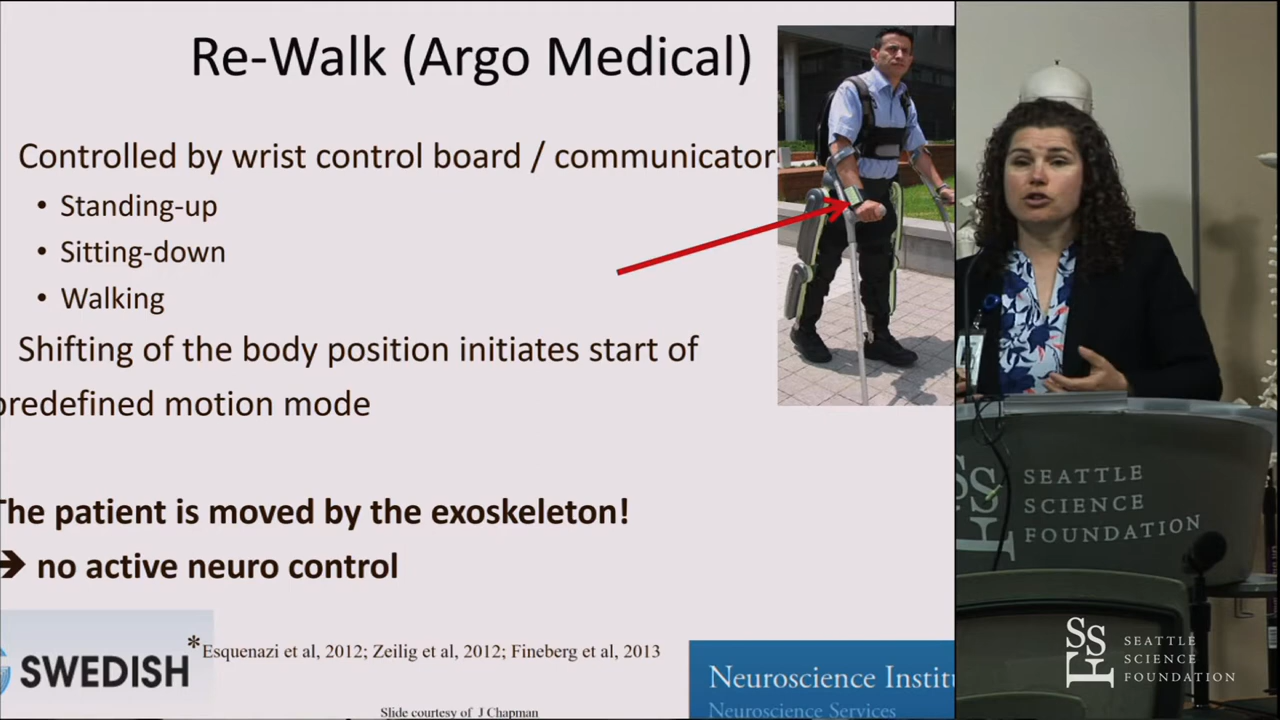 Re-Walk (Argo Medical)
Controlled by wrist control board / communicator
• Standing-up
• Sitting-down
• Walking
Shifting of the body position initiates start of
predefined motion mode
The patient is moved by the exoskeleton!
➔ no active neuro control
SWEDISH
*Esquenazi et al, 2012; Zeilig et al, 2012; Fineberg et al, 2013
Neuroscience Institu
Neuroscience Services
Slide courtesy of J Chapman
SSF
SEATTLE
SCIENCE
FOUNDATION
SSF
SEATTLE
SCIENCE
FOUNDATION